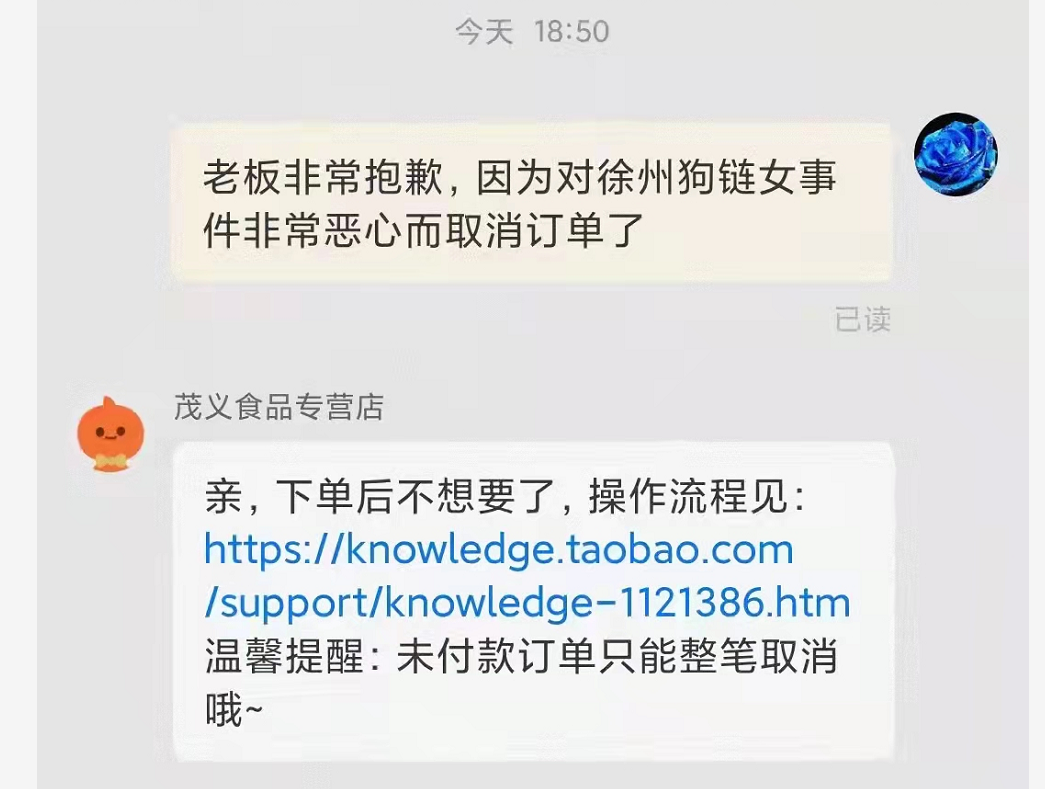 今天 18:50
老板非常抱歉，因为对徐州狗链女事
件非常恶心而取消订单了
已读
茂义食品专营店
亲，下单后不想要了，操作流程见：
https://knowledge.taobao.com
/support/knowledge-1121386.htm
温馨提醒：未付款订单只能整笔取消
哦~